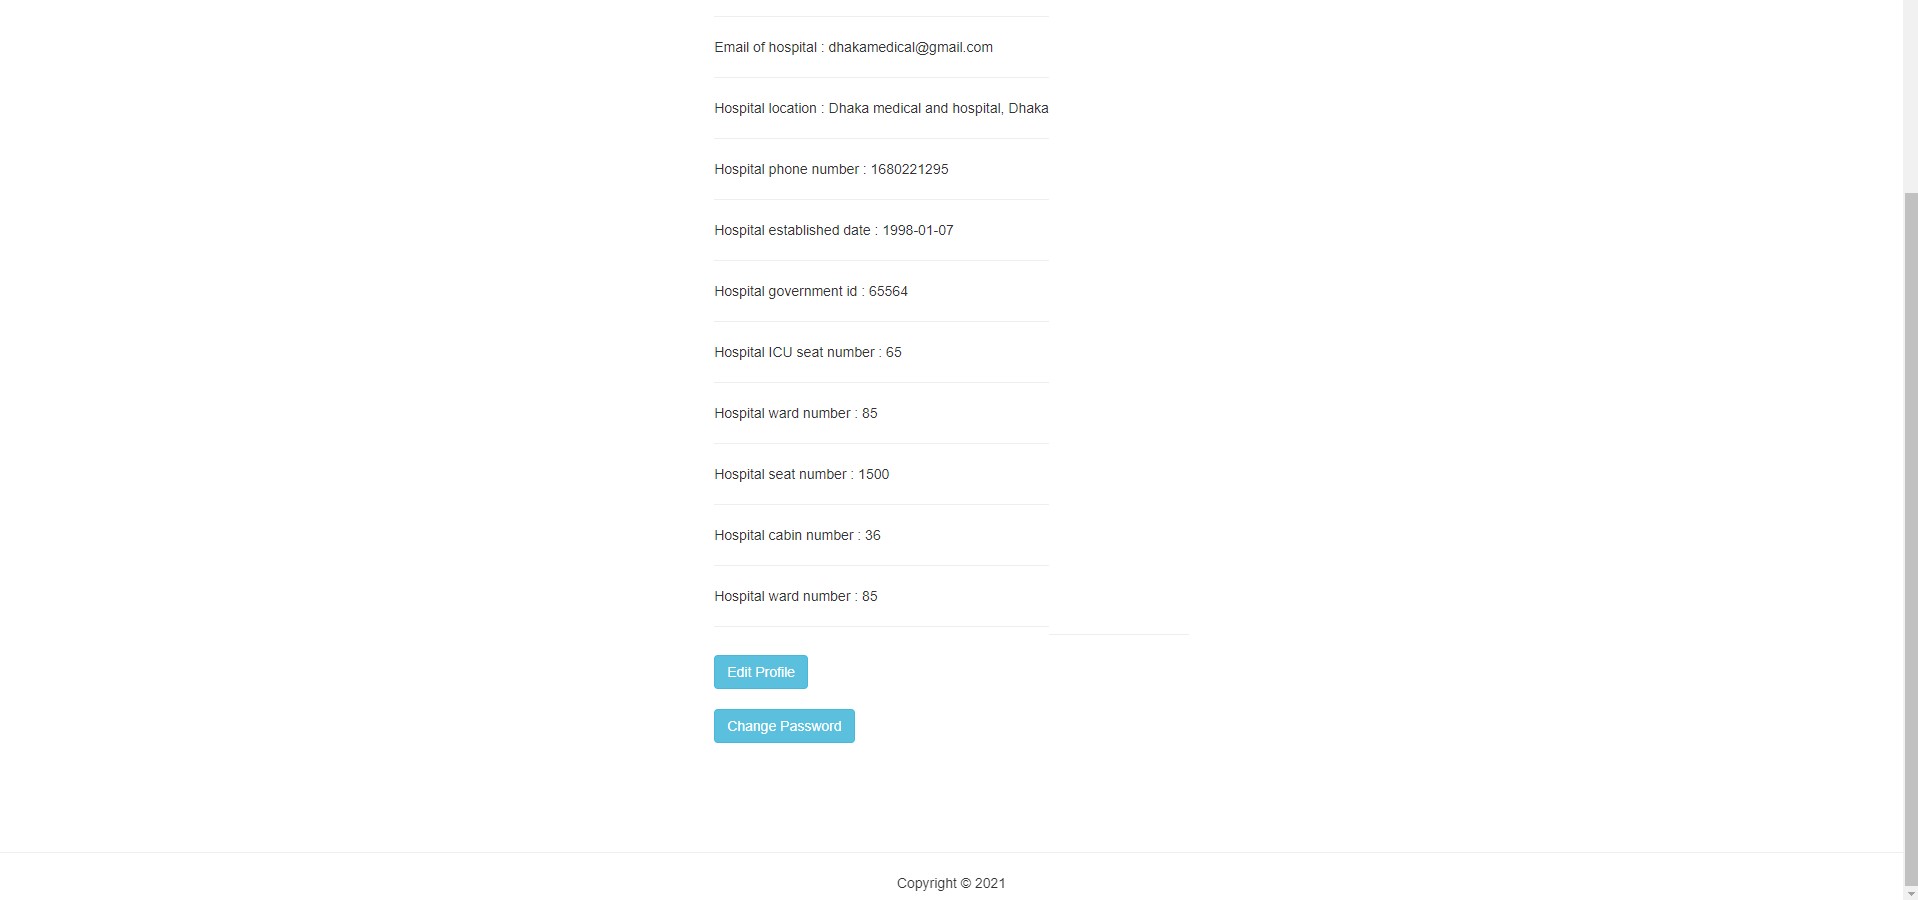 Email of hospital : dhakamedical@gmail.com
Hospital location : Dhaka medical and hospital, Dhaka
Hospital phone number : 1680221295
Hospital established date : 1998-01-07
Hospital government id : 65564
Hospital ICU seat number : 65
Hospital ward number : 85
Hospital seat number : 1500
Hospital cabin number : 36
Hospital ward number : 85
Edit Profile
Change Password
Copyright © 2021